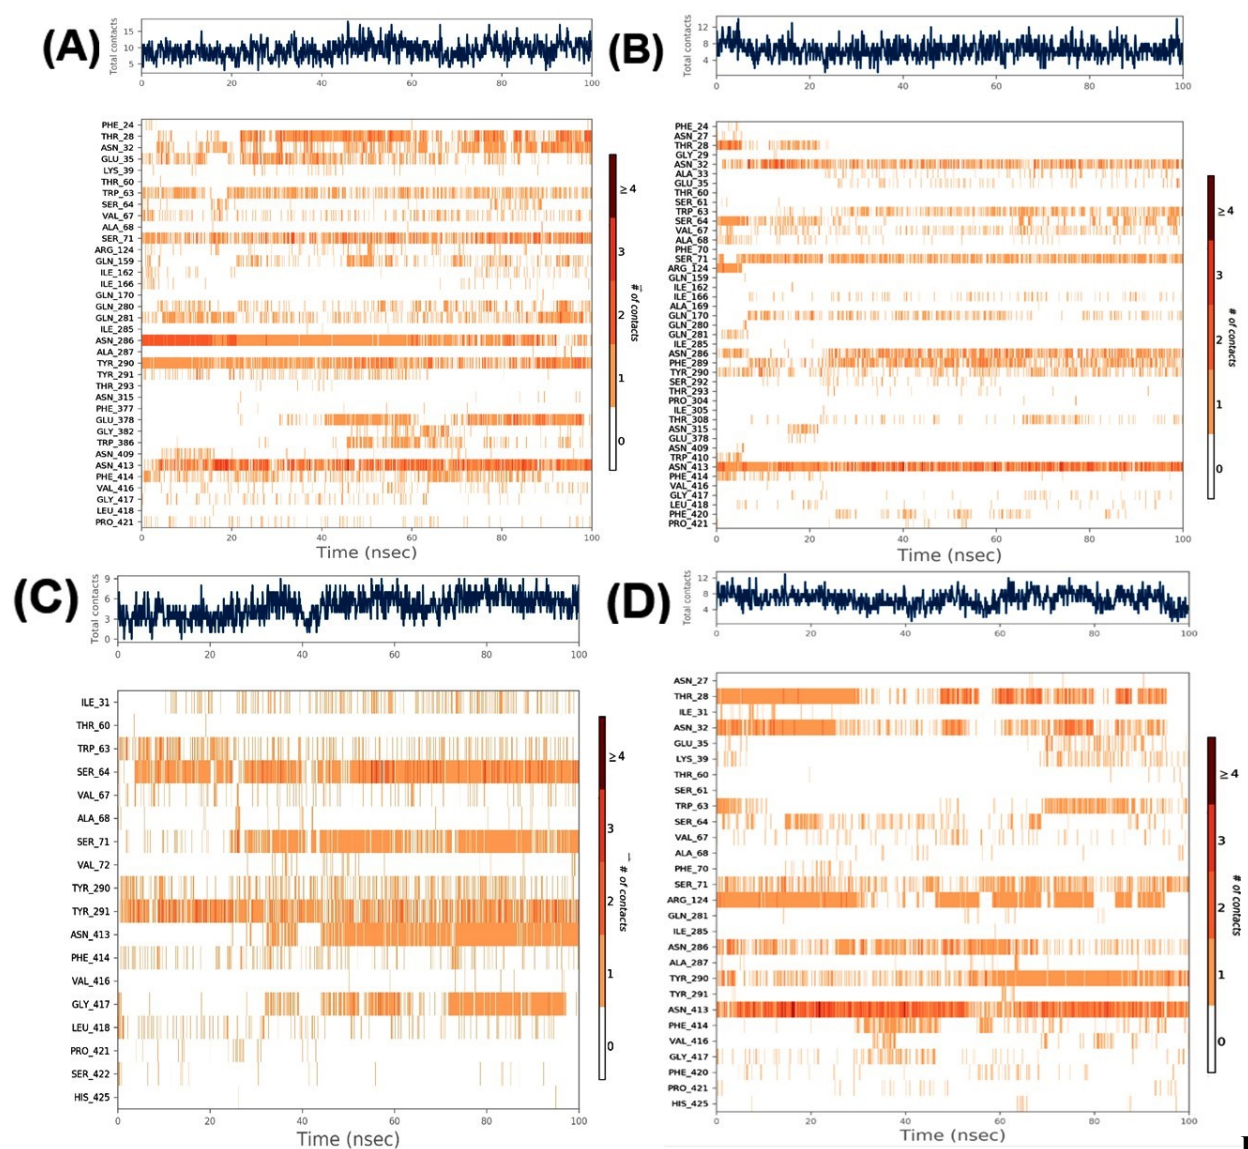 (A)
Total contacts
15
10
5
0 20 40 60 80 100
PHE_24
THR_28
ASN_32
GLU_35
LYS_39
THR_60
TRP_63
SER_64
VAL_67
ALA_68
SER_71
ARG_124
GLN_159
ILE_162
ILE_166
GLN_170
GLN_280
GLN_281
ILE_285
ASN_286
ALA_287
TYR_290
TYR_291
THR_293
ASN_315
PHE_377
GLU_378
GLY_382
TRP_386
ASN_409
ASN_413
PHE_414
VAL_416
GLY_417
LEU_418
PRO_421
0 20 40 60 80 100
Time (nsec)
≥4
3
2
1
0
# of contacts
(B)
Total contacts
12
8
4
0 20 40 60 80 100
PHE_24
ASN_27
THR_28
GLY_29
ASN_32
ALA_33
GLU_35
THR_60
SER_61
TRP_63
SER_64
VAL_67
ALA_68
PHE_70
SER_71
ARG_124
GLN_159
ILE_162
ILE_166
ALA_169
GLN_170
GLN_280
GLN_281
ILE_285
ASN_286
PHE_289
TYR_290
SER_292
THR_293
PRO_304
ILE_305
THR_308
ASN_315
GLU_378
ASN_409
TRP_410
ASN_413
PHE_414
VAL_416
GLY_417
LEU_418
PHE_420
PRO_421
0 20 40 60 80 100
Time (nsec)
≥4
3
2
1
0
# of contacts
(C)
Total contacts
9
6
3
0
0 20 40 60 80 100
ILE_31
THR_60
TRP_63
SER_64
VAL_67
ALA_68
SER_71
VAL_72
TYR_290
TYR_291
ASN_413
PHE_414
VAL_416
GLY_417
LEU_418
PRO_421
SER_422
HIS_425
0 20 40 60 80 100
Time (nsec)
≥4
3
2
1
0
# of contacts
(D)
Total contacts
12
8
4
0 20 40 60 80 100
ASN_27
THR_28
ILE_31
ASN_32
GLU_35
LYS_39
THR_60
SER_61
TRP_63
SER_64
VAL_67
ALA_68
PHE_70
SER_71
ARG_124
GLN_281
ILE_285
ASN_286
ALA_287
TYR_290
TYR_291
ASN_413
PHE_414
VAL_416
GLY_417
PHE_420
PRO_421
HIS_425
0 20 40 60 80 100
Time (nsec)
≥4
3
2
1
0
# of contacts